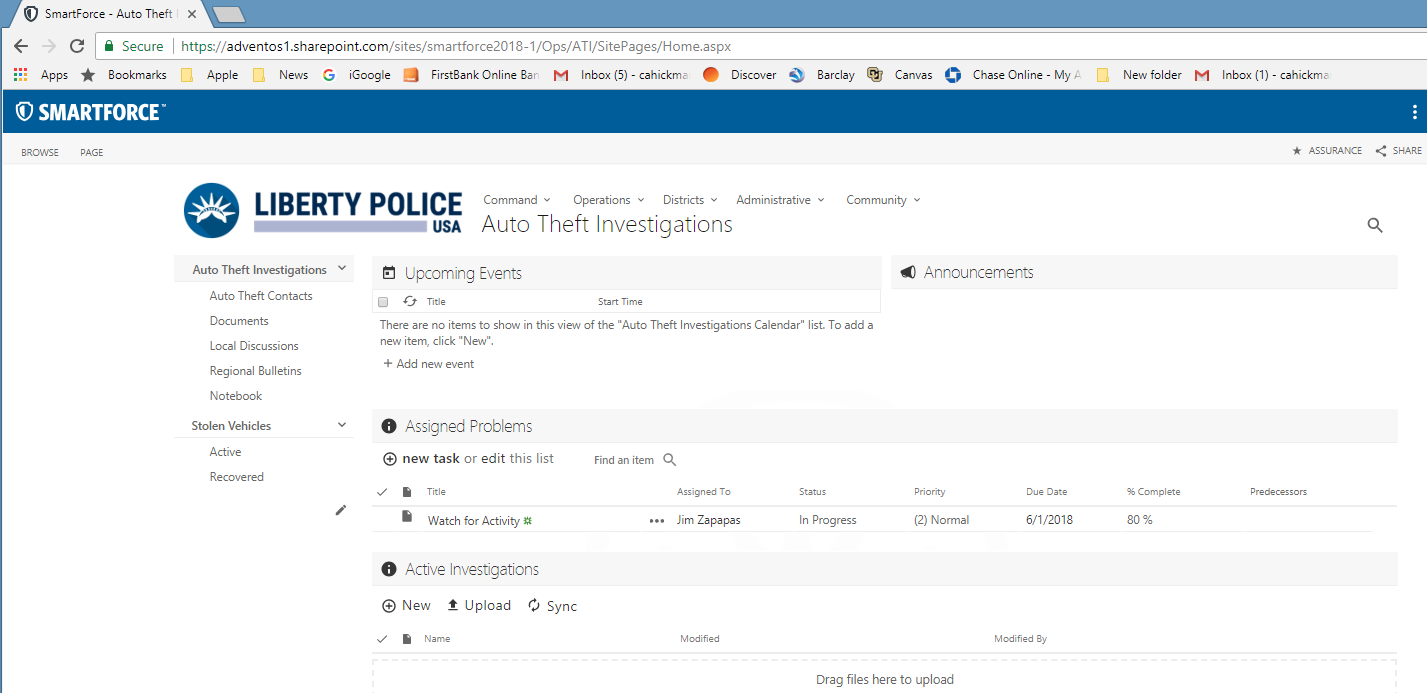 SmartForce - Auto Theft
Secure https://adventos1.sharepoint.com/sites/smartforce2018-1/Ops/ATI/SitePages/Home.aspx
Apps Bookmarks Apple News iGoogle FirstBank Online Ban Inbox (5) - cahickma Discover Barclay Canvas Chase Online - My A New folder Inbox (1) - cahickma
SMARTFORCE™
BROWSE PAGE ASSURANCE SHARE
LIBERTY POLICE
USA
Command Operations Districts Administrative Community
Auto Theft Investigations
Auto Theft Investigations
Auto Theft Contacts
Documents
Local Discussions
Regional Bulletins
Notebook
Stolen Vehicles
Active
Recovered
Upcoming Events
Title Start Time
There are no items to show in this view of the "Auto Theft Investigations Calendar" list. To add a
new item, click "New".
+ Add new event
Announcements
Assigned Problems
new task or edit this list Find an item
Title Assigned To Status Priority Due Date % Complete Predecessors
Watch for Activity ••• Jim Zapapas In Progress (2) Normal 6/1/2018 80 %
Active Investigations
New Upload Sync
Name Modified Modified By
Drag files here to upload